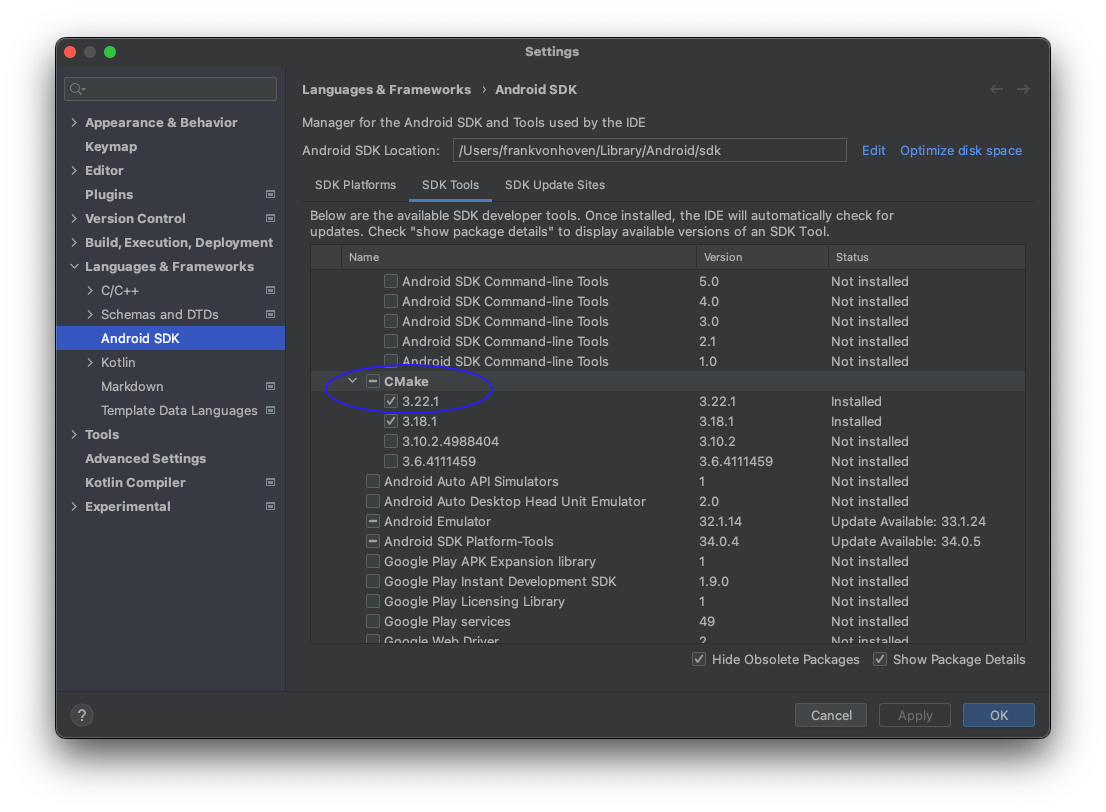 Settings
Appearance & Behavior
Keymap
Editor
Plugins
Version Control
Build, Execution, Deployment
Languages & Frameworks
C/C++
Schemas and DTDs
Android SDK
Kotlin
Markdown
Template Data Languages
Tools
Advanced Settings
Kotlin Compiler
Experimental
Languages & Frameworks › Android SDK
Manager for the Android SDK and Tools used by the IDE
Android SDK Location: /Users/frankvonhoven/Library/Android/sdk Edit Optimize disk space
SDK Platforms SDK Tools SDK Update Sites
Below are the available SDK developer tools. Once installed, the IDE will automatically check for
updates. Check "show package details" to display available versions of an SDK Tool.
Name Version Status
Android SDK Command-line Tools 5.0 Not installed
Android SDK Command-line Tools 4.0 Not installed
Android SDK Command-line Tools 3.0 Not installed
Android SDK Command-line Tools 2.1 Not installed
Android SDK Command-line Tools 1.0 Not installed
CMake
3.22.1 3.22.1 Installed
3.18.1 3.18.1 Installed
3.10.2.4988404 3.10.2 Not installed
3.6.4111459 3.6.4111459 Not installed
Android Auto API Simulators 1 Not installed
Android Auto Desktop Head Unit Emulator 2.0 Not installed
Android Emulator 32.1.14 Update Available: 33.1.24
Android SDK Platform-Tools 34.0.4 Update Available: 34.0.5
Google Play APK Expansion library 1 Not installed
Google Play Instant Development SDK 1.9.0 Not installed
Google Play Licensing Library 1 Not installed
Google Play services 49 Not installed
Google Web Driver 2 Not installed
Hide Obsolete Packages Show Package Details
? Cancel Apply OK